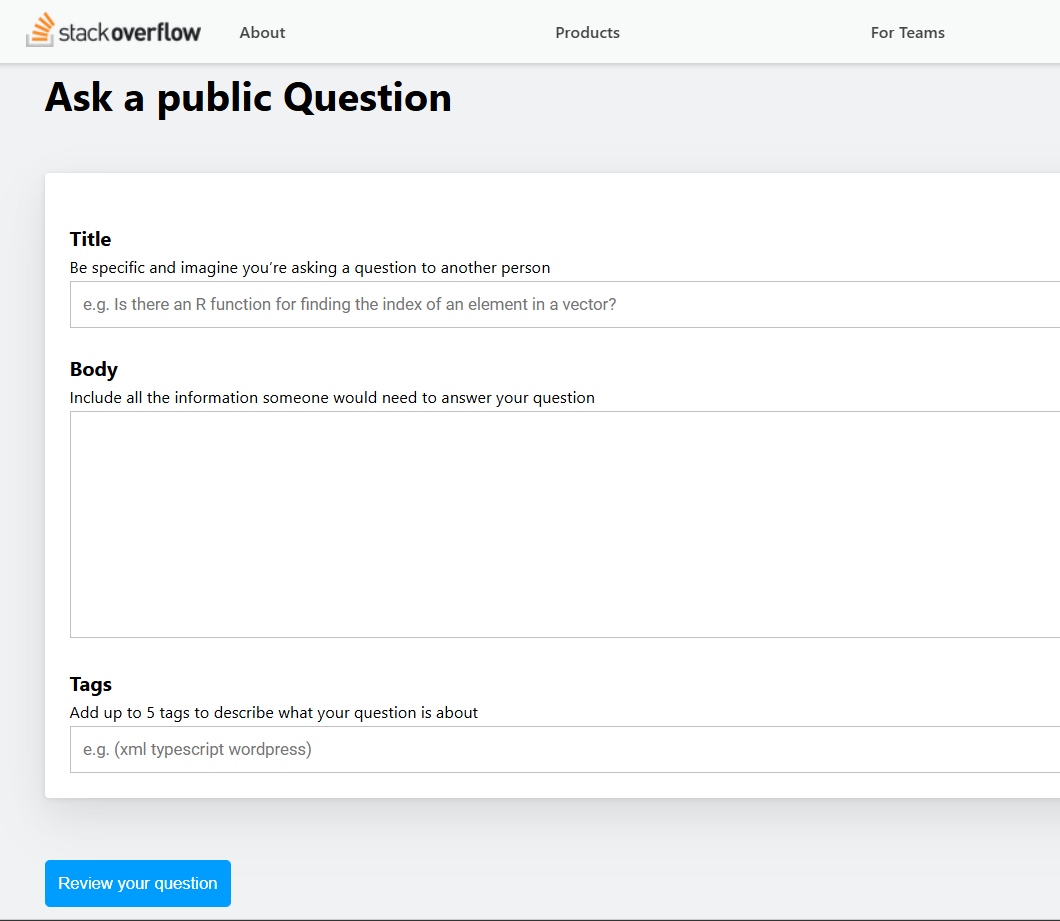 stackoverflow About Products For Teams
Ask a public Question
Title
Be specific and imagine you’re asking a question to another person
e.g. Is there an R function for finding the index of an element in a vector?
Body
Include all the information someone would need to answer your question
Tags
Add up to 5 tags to describe what your question is about
e.g. (xml typescript wordpress)
Review your question